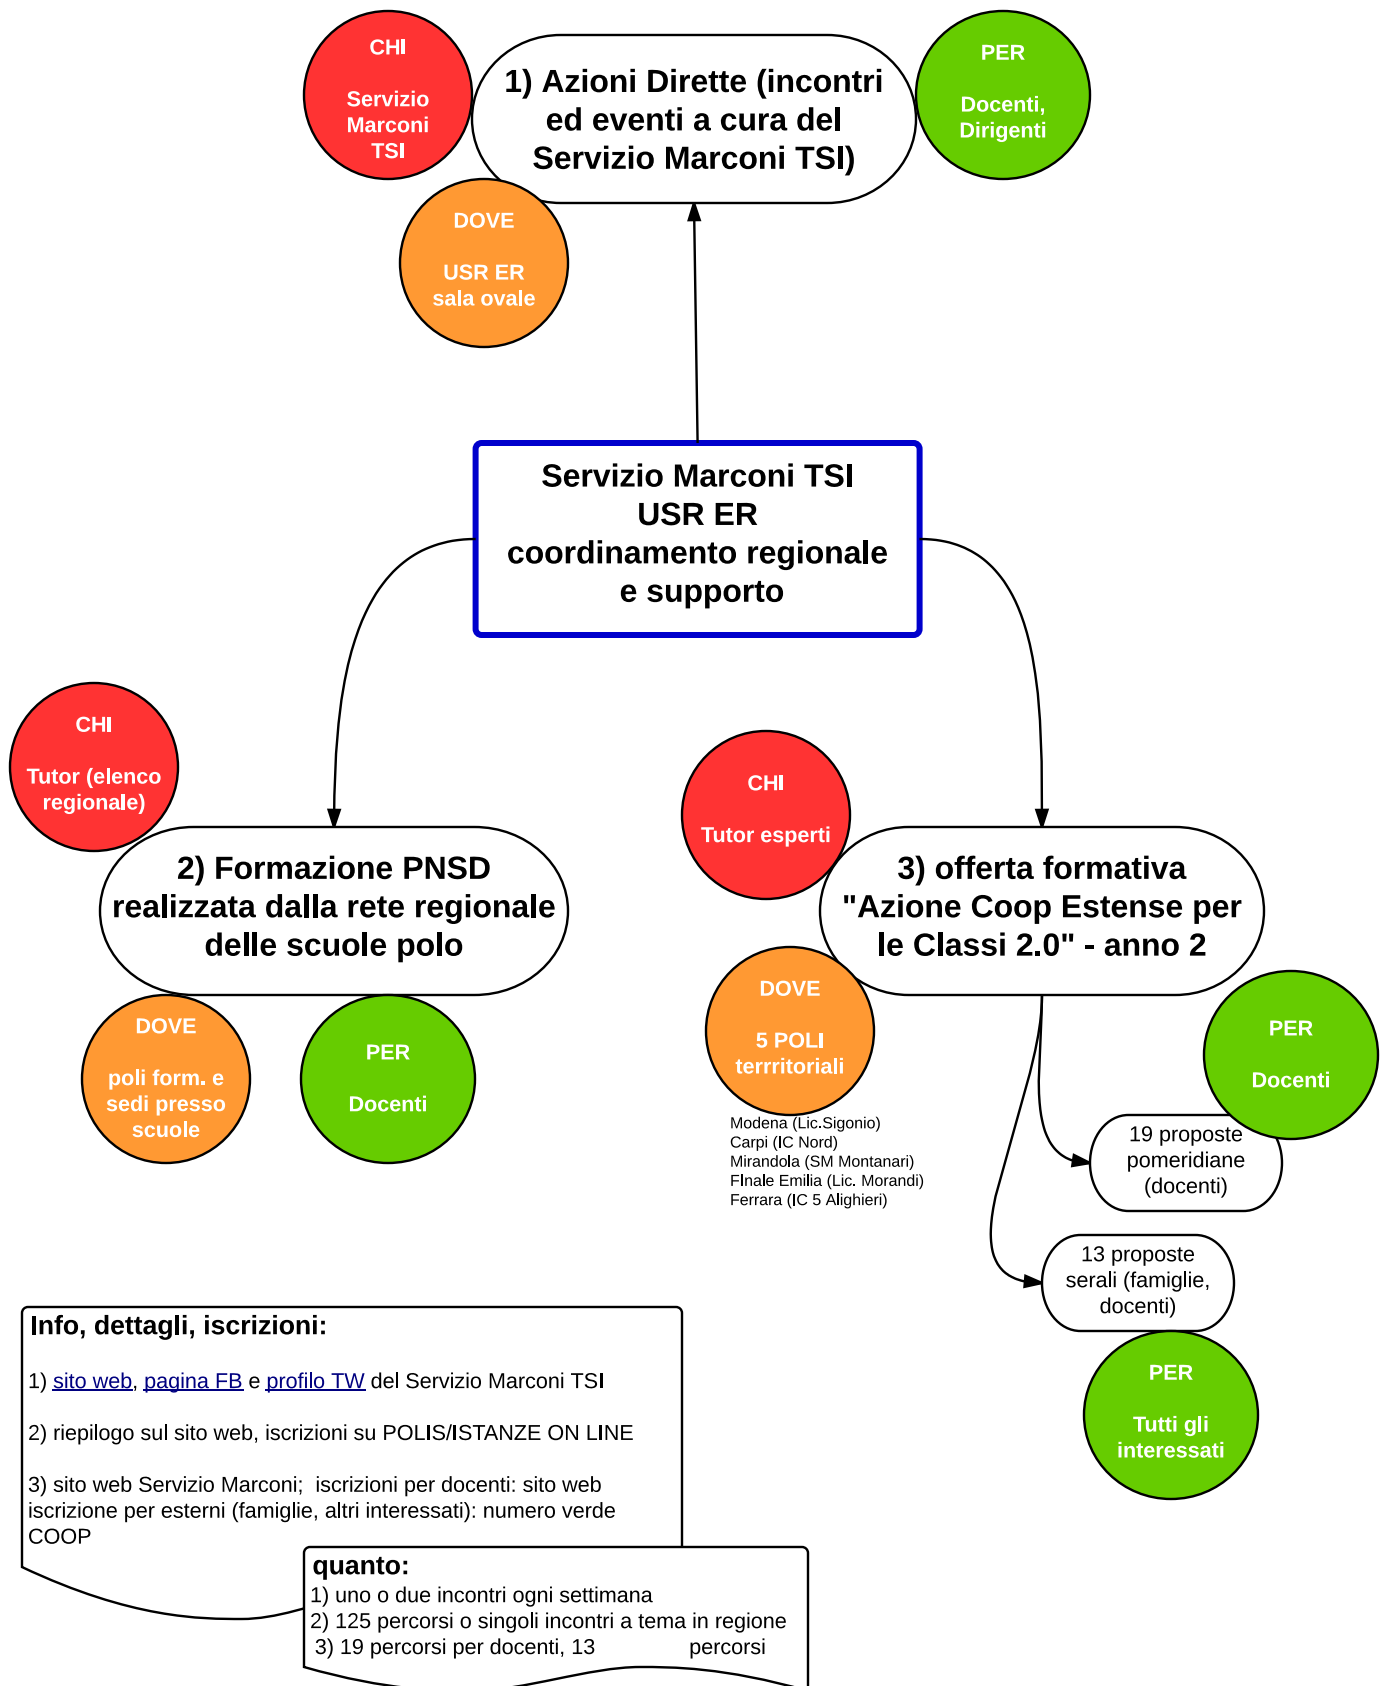 CHI
Servizio
Marconi
TSI
1) Azioni Dirette (incontri
ed eventi a cura del
Servizio Marconi TSI)
PER
Docenti,
Dirigenti
DOVE
USR ER
sala ovale
Servizio Marconi TSI
USR ER
coordinamento regionale
e supporto
CHI
Tutor (elenco
regionale)
2) Formazione PNSD
realizzata dalla rete regionale
delle scuole polo
DOVE
poli form. e
sedi presso
scuole
PER
Docenti
CHI
Tutor esperti
3) offerta formativa
"Azione Coop Estense per
le Classi 2.0" - anno 2
DOVE
5 POLI
terrritoriali
Modena (Lic.Sigonio)
Carpi (IC Nord)
Mirandola (SM Montanari)
FInale Emilia (Lic. Morandi)
Ferrara (IC 5 Alighieri)
PER
Docenti
19 proposte
pomeridiane
(docenti)
13 proposte
serali (famiglie,
docenti)
PER
Tutti gli
interessati
Info, dettagli, iscrizioni:
1) sito web, pagina FB e profilo TW del Servizio Marconi TSI
2) riepilogo sul sito web, iscrizioni su POLIS/ISTANZE ON LINE
3) sito web Servizio Marconi;  iscrizioni per docenti: sito web
iscrizione per esterni (famiglie, altri interessati): numero verde
COOP
quanto:
1) uno o due incontri ogni settimana
2) 125 percorsi o singoli incontri a tema in regione
3) 19 percorsi per docenti, 13 percorsi